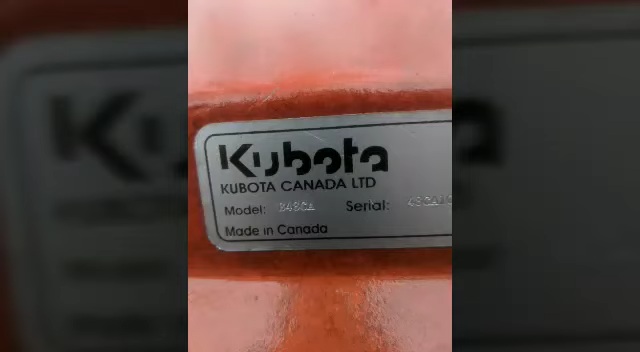 Kubota
KUBOTA CANADA LTD
Model: Serial:
Made in Canada